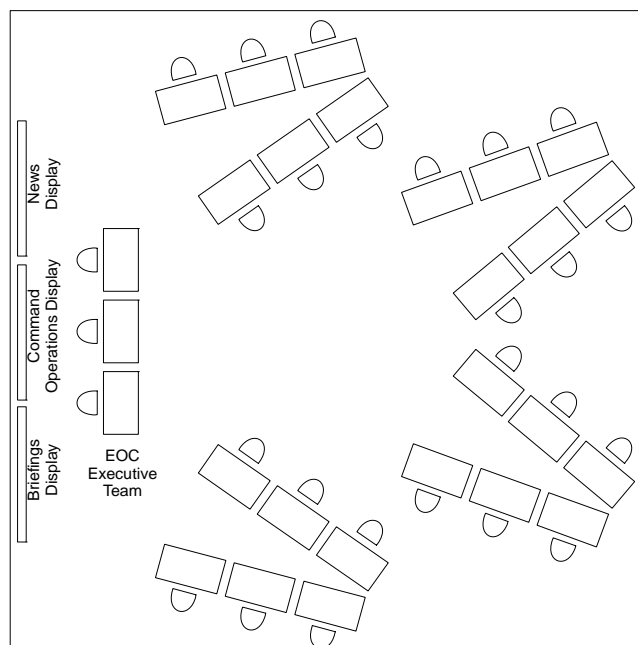 News
Display
Command
Operations Display
Briefings
Display
EOC
Executive
Team